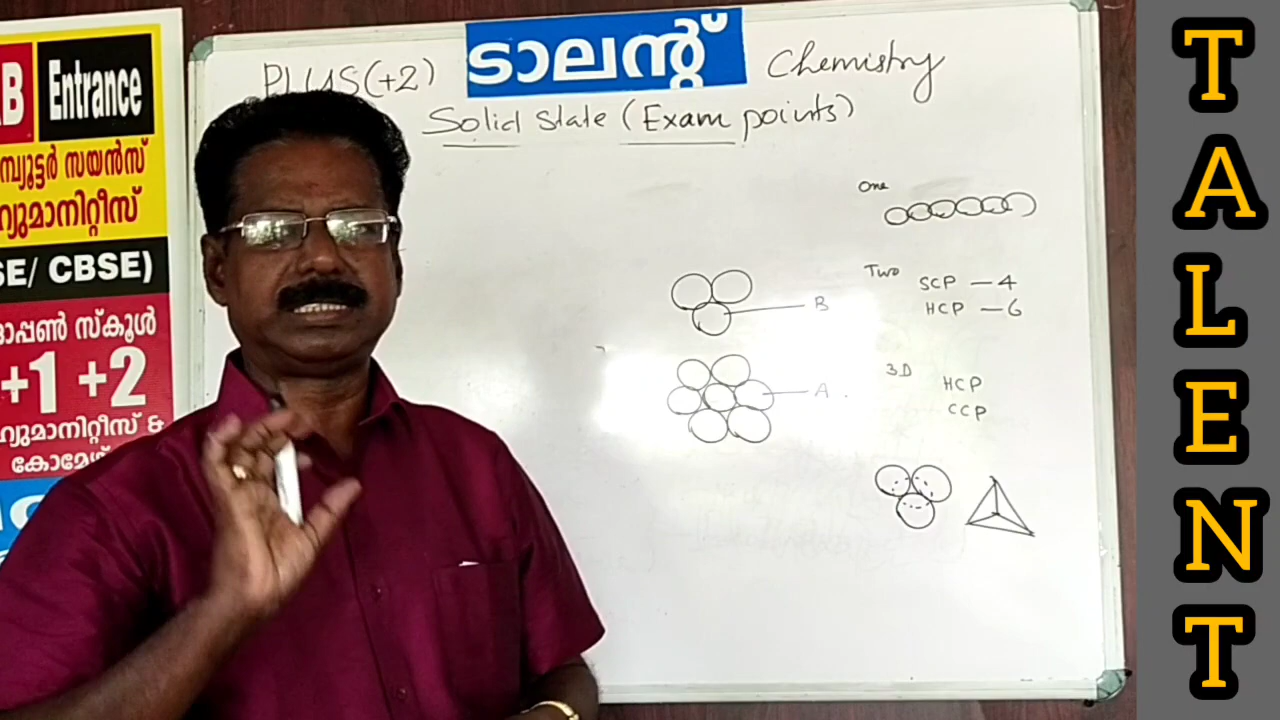 B Entrance
മ്പ്യൂട്ടർ സയൻസ്
ഹ്യുമാനിറ്റീസ്
SE/ CBSE)
ഓപ്പൺ സ്കൂൾ
+1 +2
ഹ്യുമാനിറ്റീസ് &
കോമേഴ്
PLUS(+2) ടാലന്റ് Chemistry
Solid State (Exam points)
One
Two SCP — 4
HCP — 6
B
3D HCP
CCP
A
TALENT